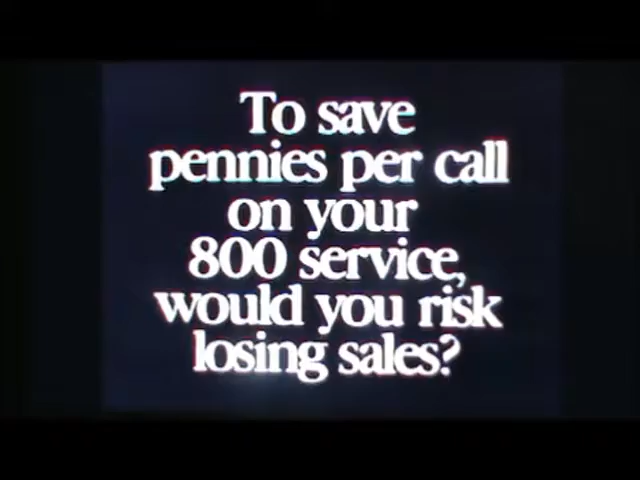 To save
pennies per call
on your
800 service,
would you risk
losing sales?